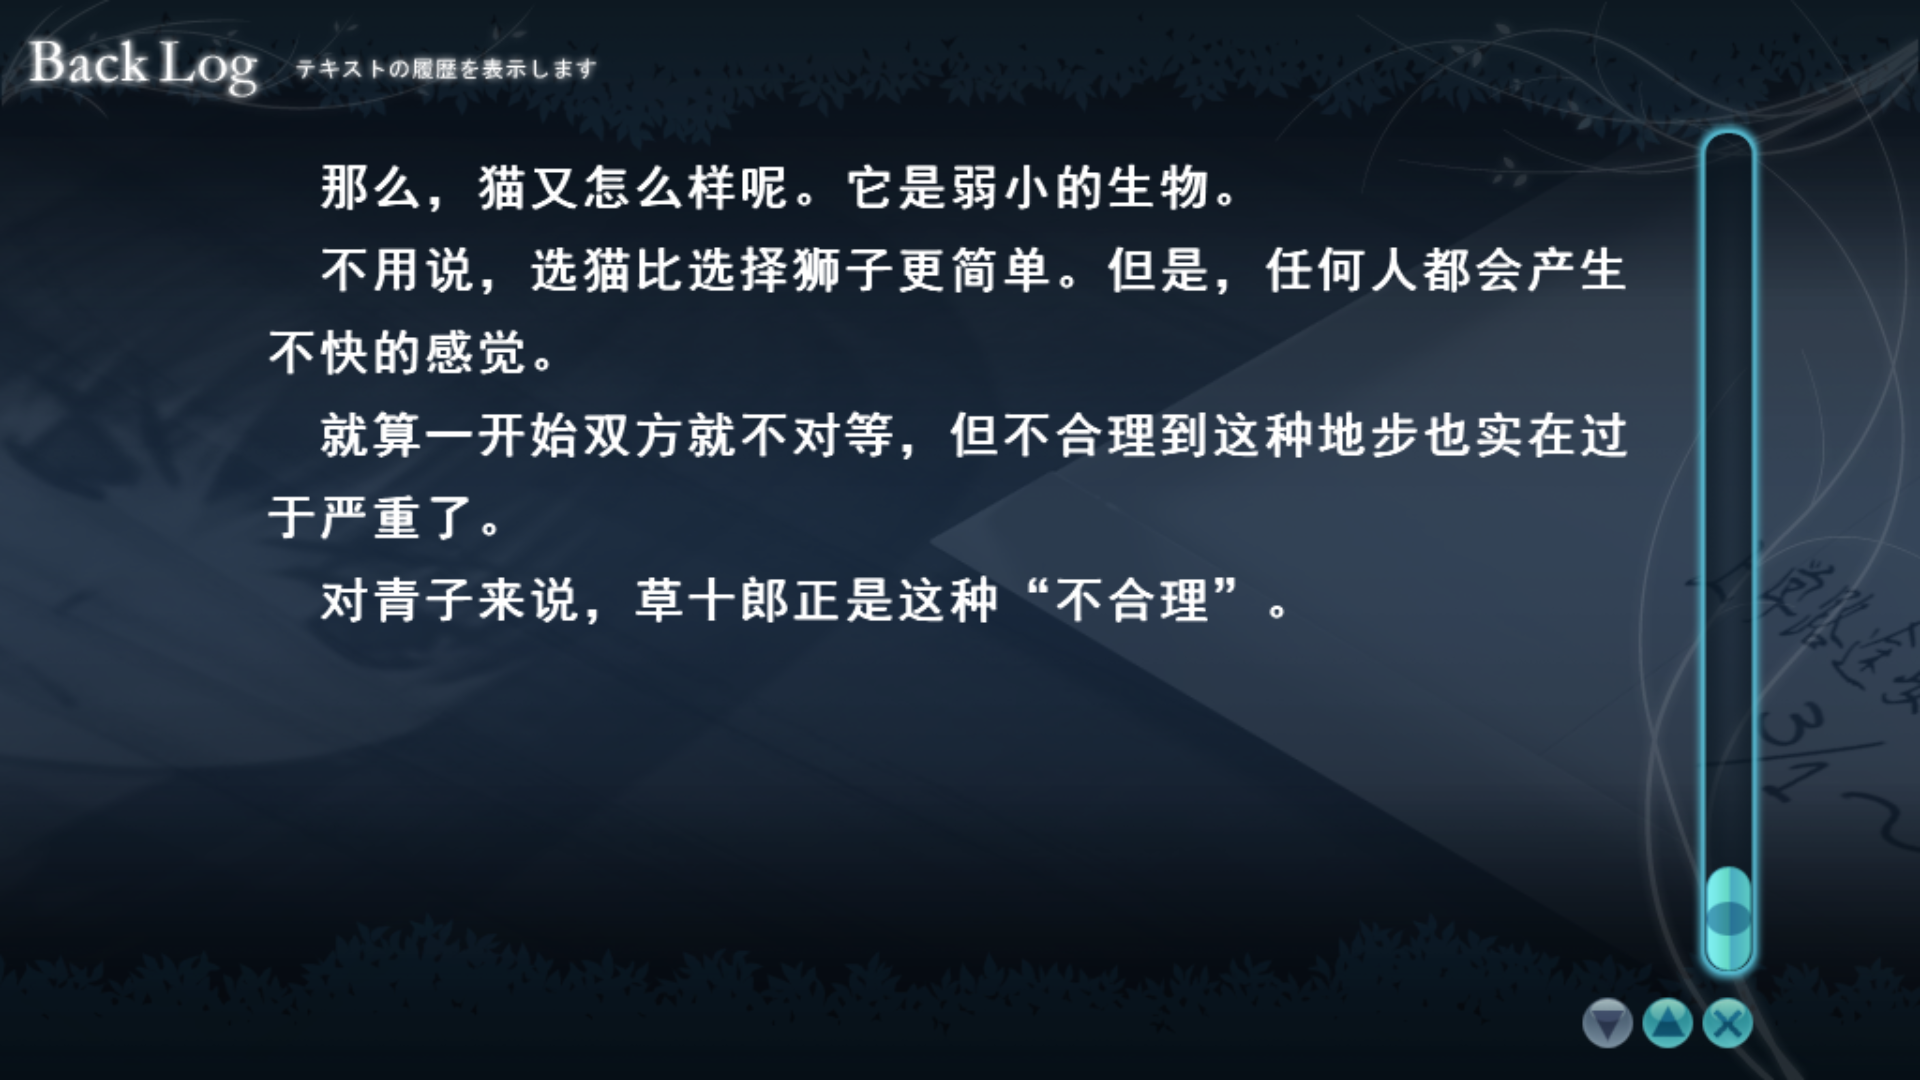 Back Log テキストの履歴を表示します
那么，猫又怎么样呢。它是弱小的生物。
不用说，选猫比选择狮子更简单。但是，任何人都会产生
不快的感觉。
就算一开始双方就不对等，但不合理到这种地步也实在过
于严重了。
对青子来说，草十郎正是这种“不合理”。